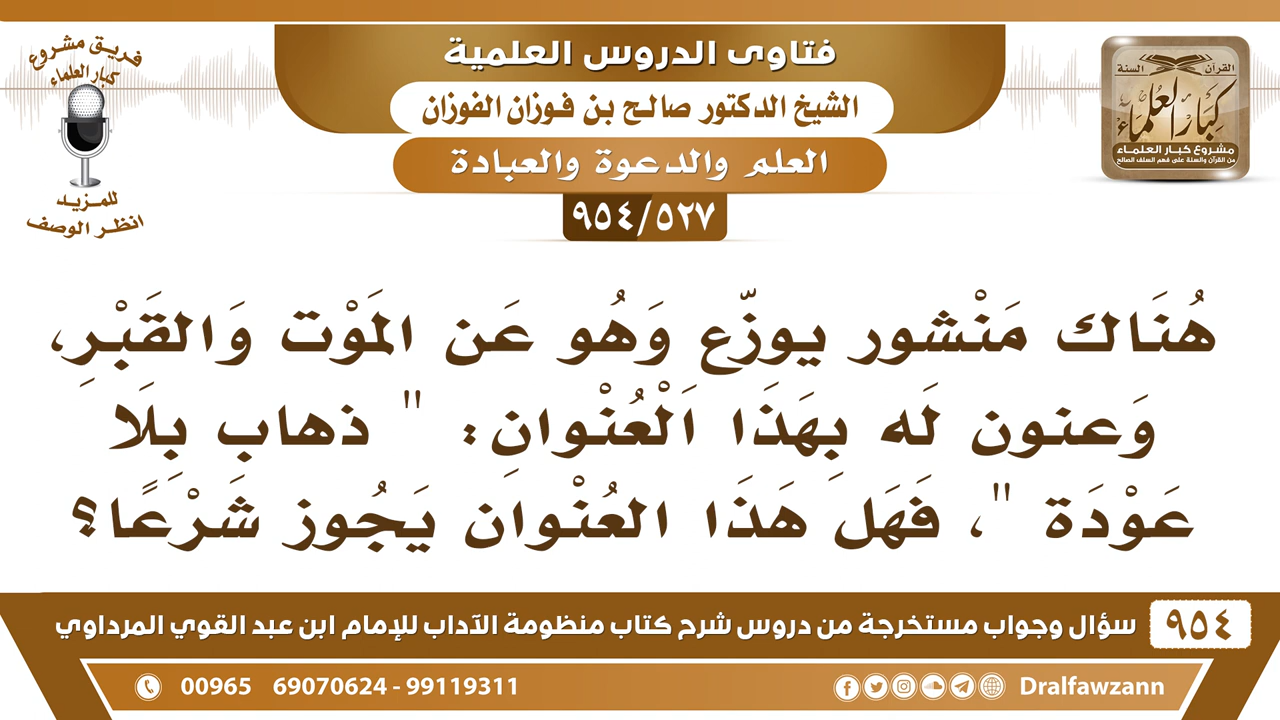 فريق مشروع
كبار العلماء
للمزيد
انظر الوصف
فتاوى الدروس العلمية
الشيخ الدكتور صالح بن فوزان الفوزان
العلم والدعوة والعبادة
٩٥٤/٥٢٧
القرآن السنة
كبار العلماء
مشروع كبار العلماء
من القرآن والسنة على فهم السلف الصالح
هُنَاك مَنْشور يوزّع وَهُو عَن المَوْت وَالقَبْرِ،
وَعنون لَه بِهَذَا اَلْعُنْوانِ: " ذهاب بِلَا
عَوْدَة "، فَهَل هَذَا العُنْوان يَجُوز شَرْعًا؟
٩٥٤ سؤال وجواب مستخرجة من دروس شرح كتاب منظومة الآداب للإمام ابن عبد القوي المرداوي
00965 69070624 - 99119311
Dralfawzann